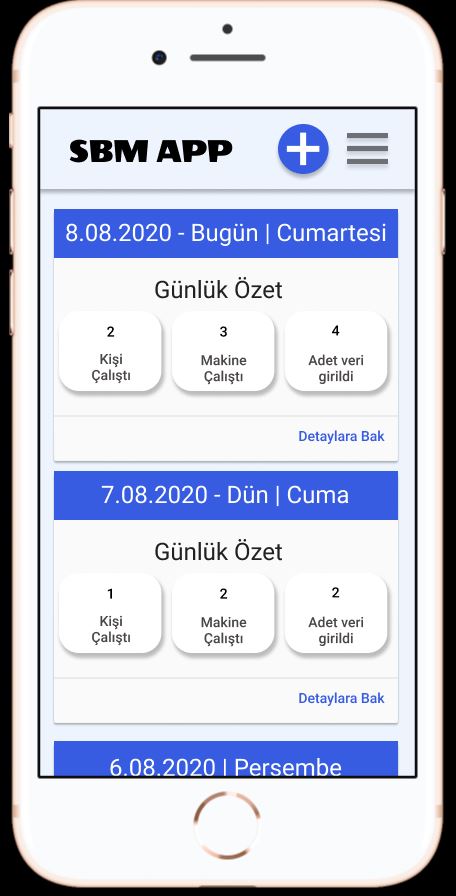 SBM APP
8.08.2020 - Bugün | Cumartesi
Günlük Özet
2
Kişi
Çalıştı
3
Makine
Çalıştı
4
Adet veri
girildi
Detaylara Bak
7.08.2020 - Dün | Cuma
Günlük Özet
1
Kişi
Çalıştı
2
Makine
Çalıştı
2
Adet veri
girildi
Detaylara Bak
6.08.2020 | Persembe